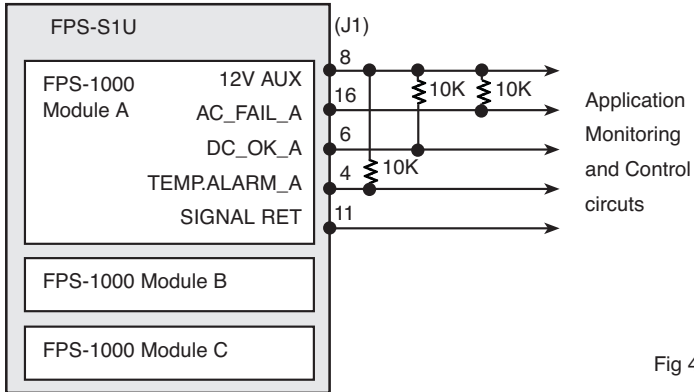 FPS-S1U
(J1)
FPS-1000
Module A
12V AUX
8
AC_FAIL_A
16
DC_OK_A
6
TEMP.ALARM_A
4
SIGNAL RET
11
10K
10K
10K
Application
Monitoring
and Control
circuts
FPS-1000 Module B
FPS-1000 Module C
Fig 4